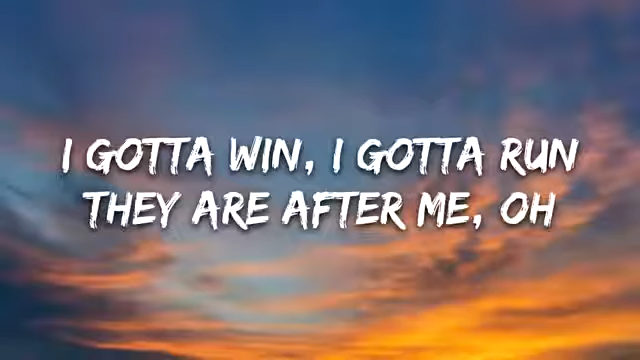 I GOTTA WIN, I GOTTA RUN
THEY ARE AFTER ME, OH